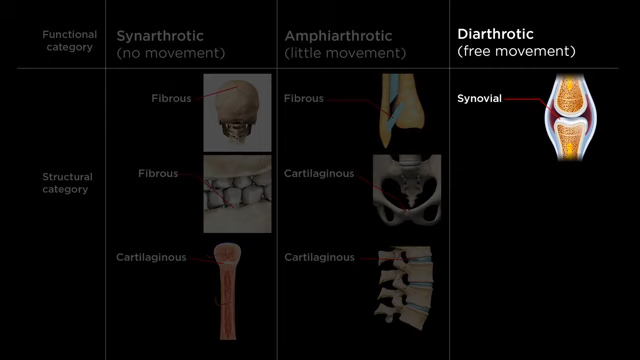 Functional
category
Synarthrotic
(no movement)
Amphiarthrotic
(little movement)
Diarthrotic
(free movement)
Structural
category
Fibrous
Fibrous
Cartilaginous
Fibrous
Cartilaginous
Cartilaginous
Synovial